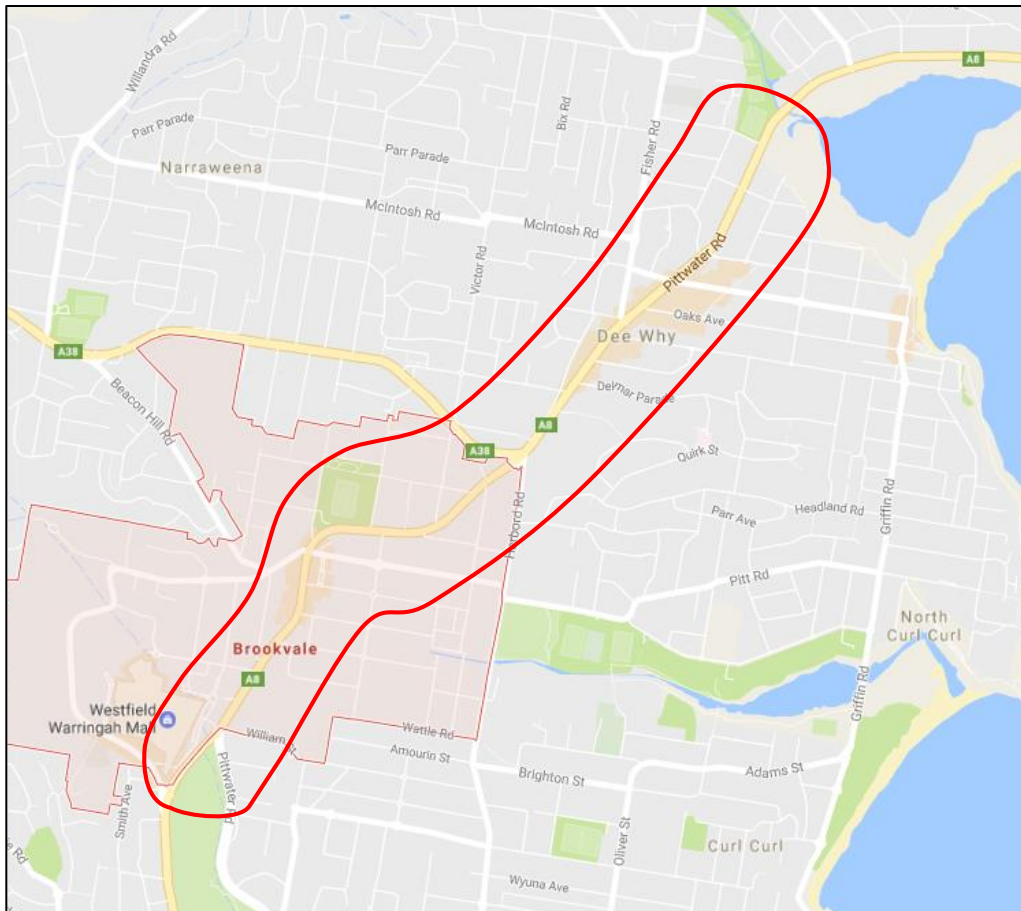 Willandra Rd
A8
Parr Parade
Bix Rd
Fisher Rd
Parr Parade
Narraweena
McIntosh Rd
McIntosh Rd
Victor Rd
Pittwater Rd
Oaks Ave
Dee Why
A38
Beacon Hill Rd
Delmar Parade
A8
A38
Quirk St
Harbord Rd
Parr Ave
Headland Rd
Griffin Rd
Pitt Rd
North
Curl Curl
Brookvale
A8
Griffin Rd
Westfield
Warringah Mall
William St
Wattle Rd
Amourin St
Pittwater Rd
Brighton St
Adams St
Smith Ave
Oliver St
Curl Curl
Rd
Wyuna Ave